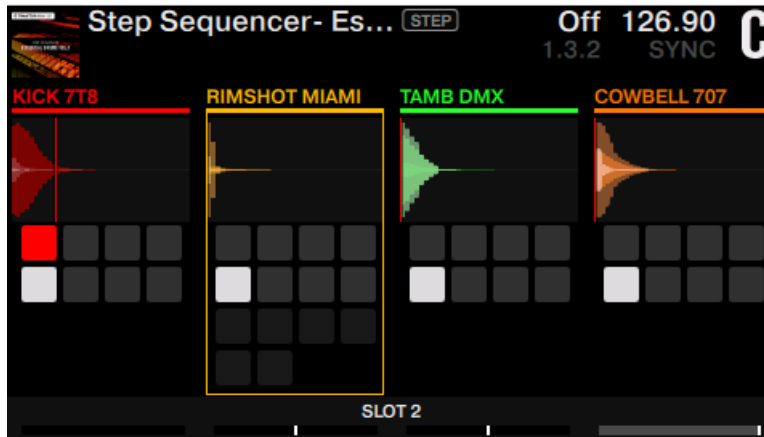 Step Sequencer- Es... STEP Off 126.90 C
1.3.2 SYNC
KICK 7T8 RIMSHOT MIAMI TAMB DMX COWBELL 707
SLOT 2